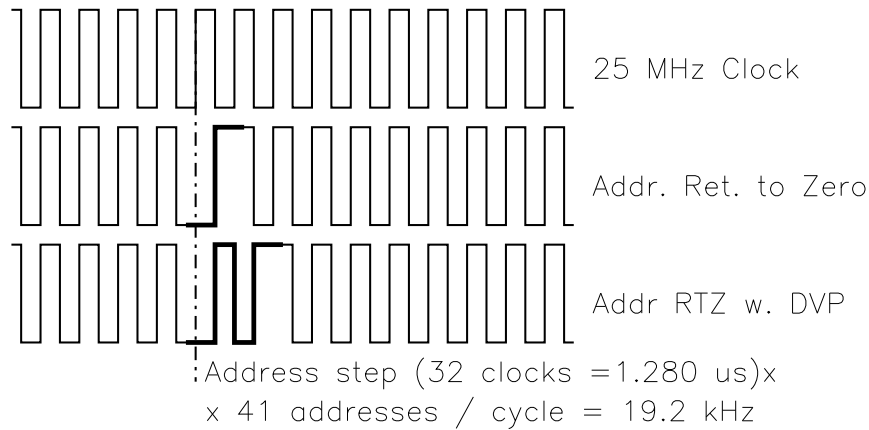 25 MHz Clock
Addr. Ret. to Zero
Addr RTZ w. DVP
Address step (32 clocks =1.280 us)x
x 41 addresses / cycle = 19.2 kHz